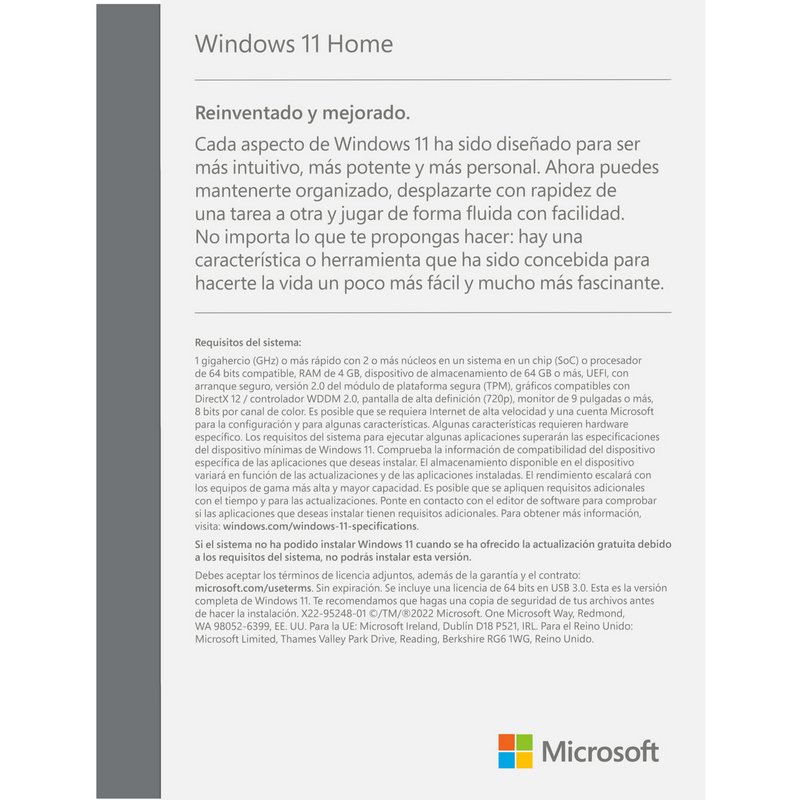 Windows 11 Home
Reinventado y mejorado.
Cada aspecto de Windows 11 ha sido diseñado para ser
más intuitivo, más potente y más personal. Ahora puedes
mantenerte organizado, desplazarte con rapidez de
una tarea a otra y jugar de forma fluida con facilidad.
No importa lo que te propongas hacer: hay una
característica o herramienta que ha sido concebida para
hacerte la vida un poco más fácil y mucho más fascinante.
Requisitos del sistema:
1 gigahercio (GHz) o más rápido con 2 o más núcleos en un sistema en un chip (SoC) o procesador
de 64 bits compatible, RAM de 4 GB, dispositivo de almacenamiento de 64 GB o más, UEFI, con
arranque seguro, versión 2.0 del módulo de plataforma segura (TPM), gráficos compatibles con
DirectX 12 / controlador WDDM 2.0, pantalla de alta definición (720p), monitor de 9 pulgadas o más,
8 bits por canal de color. Es posible que se requiera Internet de alta velocidad y una cuenta Microsoft
para la configuración y para algunas características. Algunas características requieren hardware
específico. Los requisitos del sistema para ejecutar algunas aplicaciones superarán las especificaciones
del dispositivo mínimas de Windows 11. Comprueba la información de compatibilidad del dispositivo
específica de las aplicaciones que deseas instalar. El almacenamiento disponible en el dispositivo
variará en función de las actualizaciones y de las aplicaciones instaladas. El rendimiento escalará con
los equipos de gama más alta y mayor capacidad. Es posible que se apliquen requisitos adicionales
con el tiempo y para las actualizaciones. Ponte en contacto con el editor de software para comprobar
si las aplicaciones que deseas instalar tienen requisitos adicionales. Para obtener más información,
visita: windows.com/windows-11-specifications.
Si el sistema no ha podido instalar Windows 11 cuando se ha ofrecido la actualización gratuita debido
a los requisitos del sistema, no podrás instalar esta versión.
Debes aceptar los términos de licencia adjuntos, además de la garantía y el contrato:
microsoft.com/useterms. Sin expiración. Se incluye una licencia de 64 bits en USB 3.0. Esta es la versión
completa de Windows 11. Te recomendamos que hagas una copia de seguridad de tus archivos antes
de hacer la instalación. X22-95248-01 ©/TM/®2022 Microsoft. One Microsoft Way, Redmond,
WA 98052-6399, EE. UU. Para la UE: Microsoft Ireland, Dublín D18 P521, IRL. Para el Reino Unido:
Microsoft Limited, Thames Valley Park Drive, Reading, Berkshire RG6 1WG, Reino Unido.
Microsoft